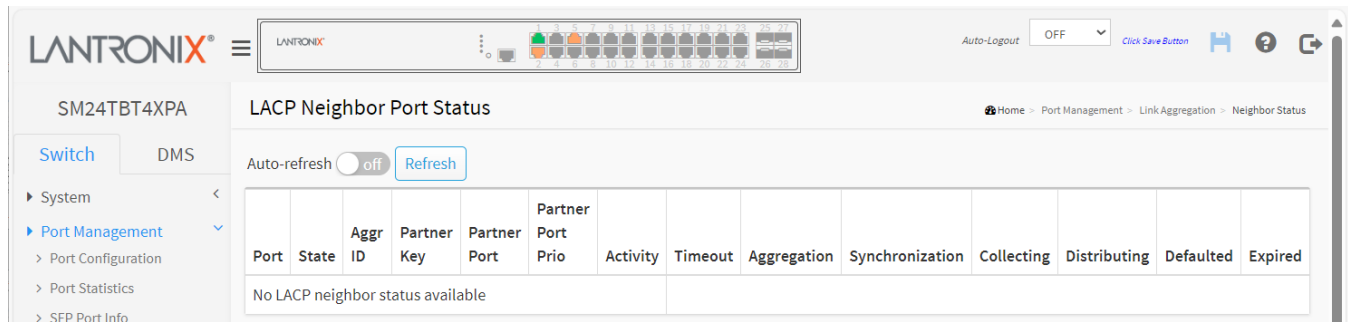 LANTRONIX®
LANTRONIX
1 3 5 7 9 11 13 15 17 19 21 23 25 27
2 4 6 8 10 12 14 16 18 20 22 24 26 28
Auto-Logout OFF Click Save Button
SM24TBT4XPA
LACP Neighbor Port Status
Home > Port Management > Link Aggregation > Neighbor Status
Switch DMS
Auto-refresh off Refresh
System
Port Management
> Port Configuration
> Port Statistics
> SFP Port Info
Port State Aggr ID Partner Key Partner Port Partner Port Prio Activity Timeout Aggregation Synchronization Collecting Distributing Defaulted Expired
No LACP neighbor status available